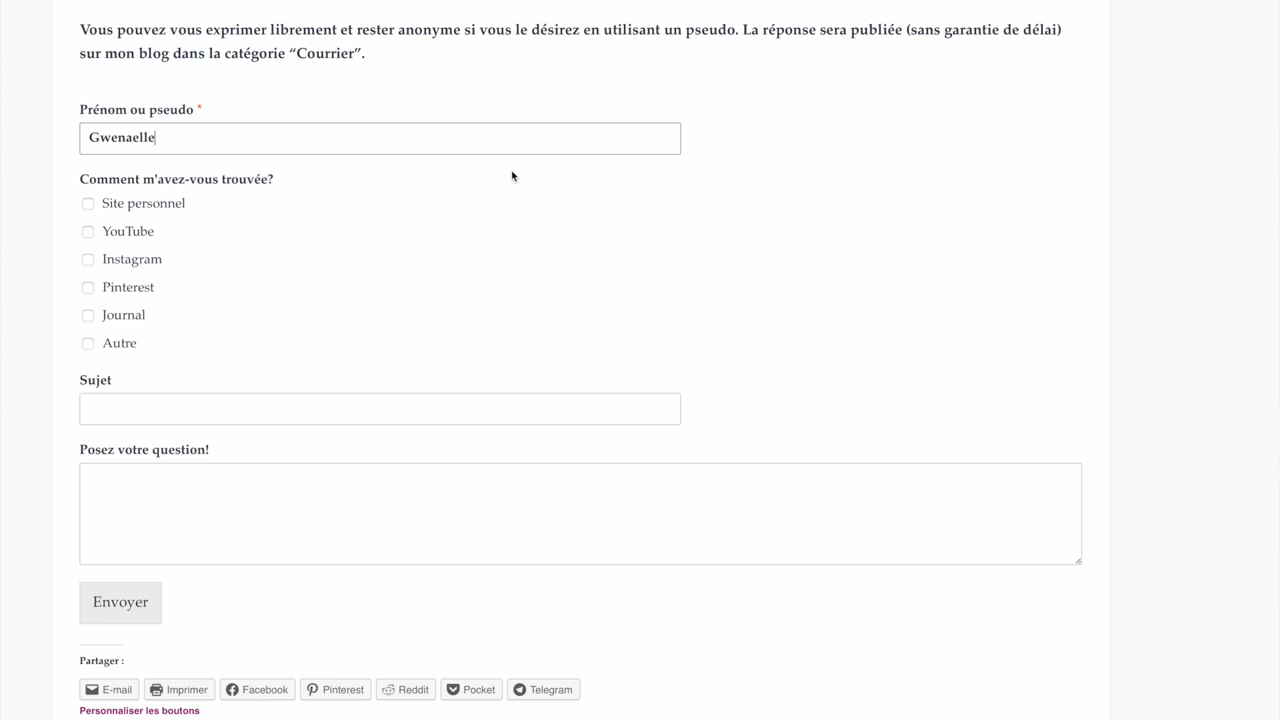 Vous pouvez vous exprimer librement et rester anonyme si vous le désirez en utilisant un pseudo. La réponse sera publiée (sans garantie de délai)
sur mon blog dans la catégorie “Courrier”.
Prénom ou pseudo *
Gwenaelle
Comment m'avez-vous trouvée?
Site personnel
YouTube
Instagram
Pinterest
Journal
Autre
Sujet
Posez votre question!
Envoyer
Partager :
E-mail Imprimer Facebook Pinterest Reddit Pocket Telegram
Personnaliser les boutons